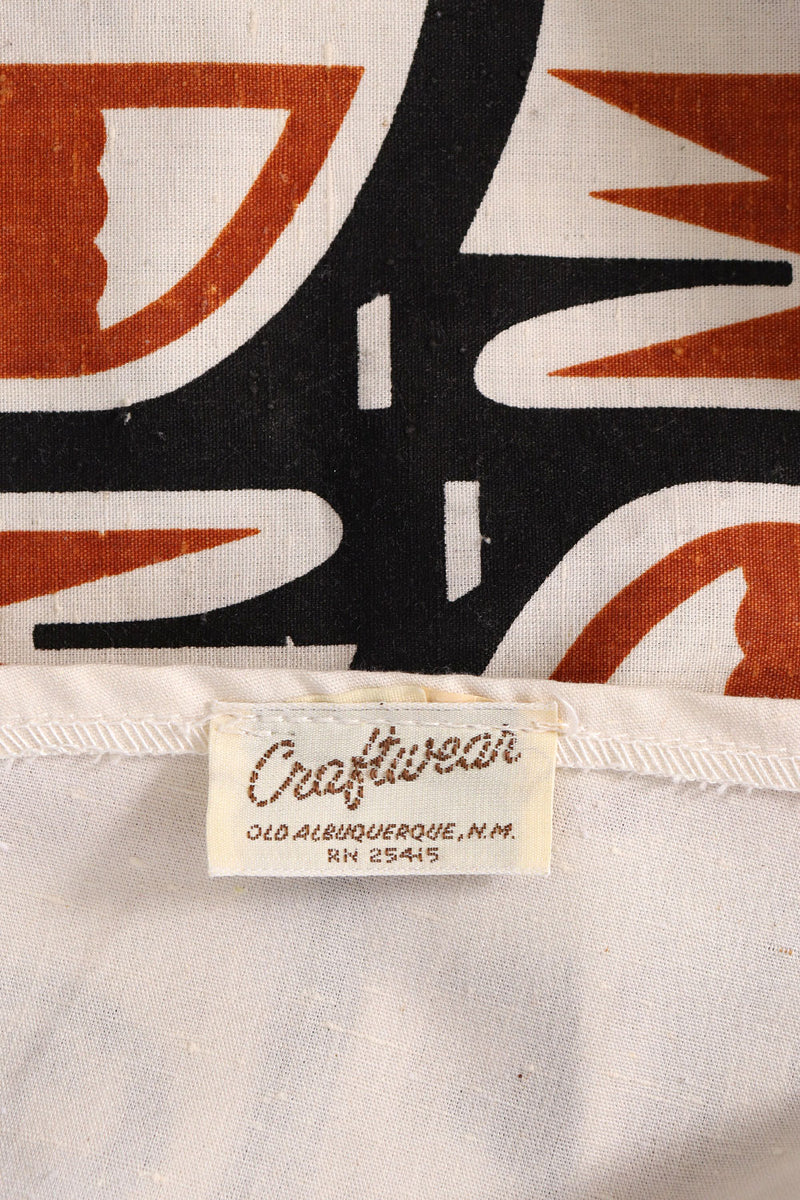 Craftwear
OLD ALBUQUERQUE, N.M.
RN 25415